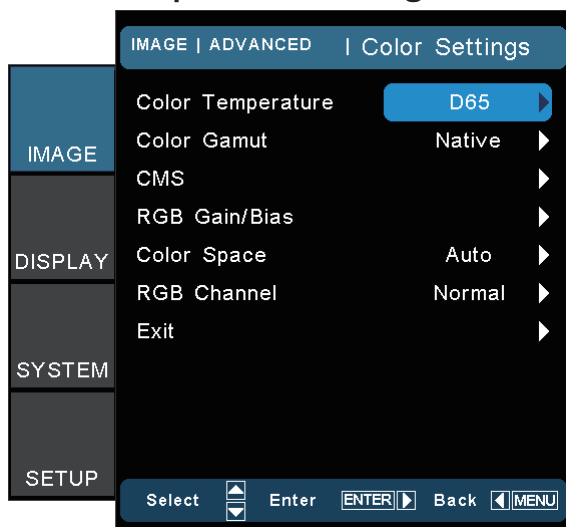 IMAGE | ADVANCED | Color Settings
Color Temperature D65
IMAGE
Color Gamut Native
CMS
RGB Gain/Bias
DISPLAY
Color Space Auto
RGB Channel Normal
Exit
SYSTEM
SETUP
Select Enter ENTER Back MENU